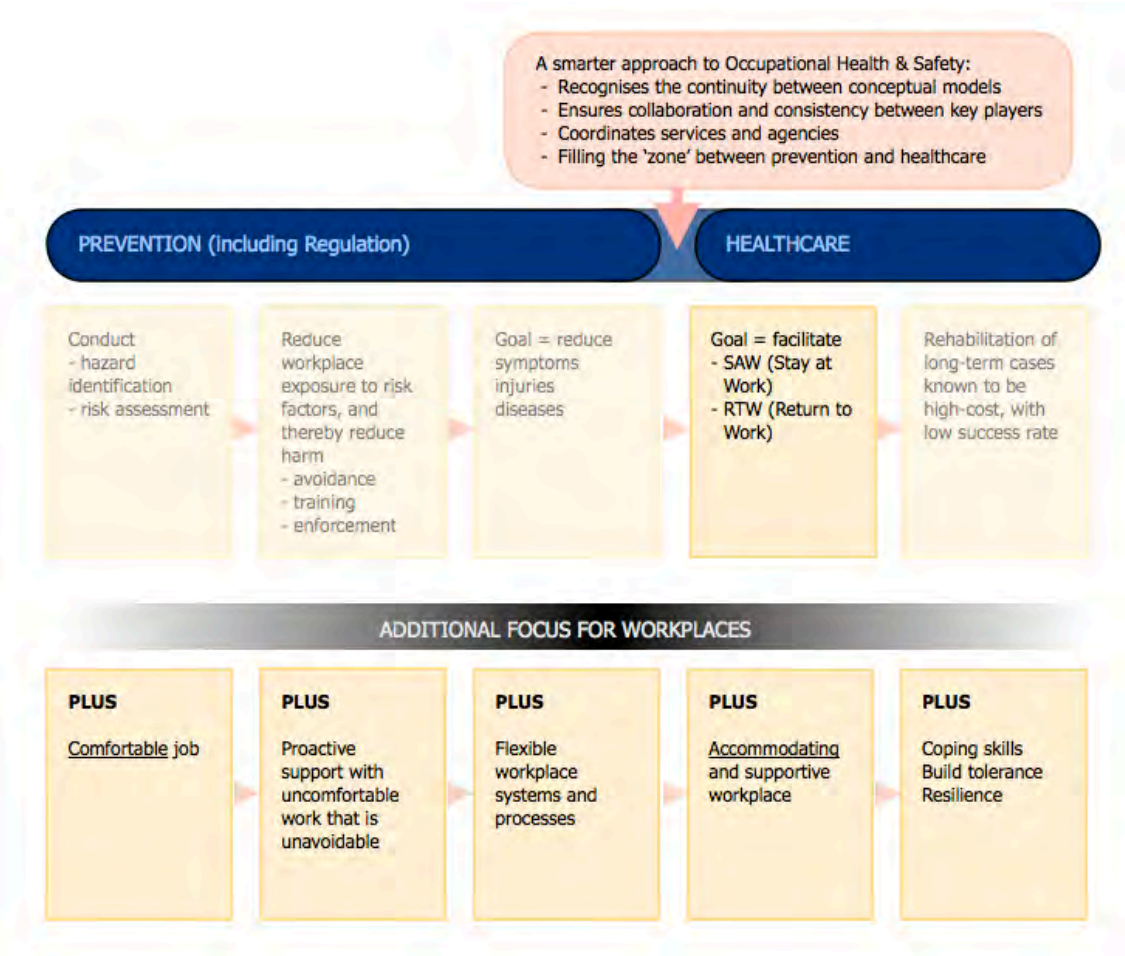 A smarter approach to Occupational Health & Safety:
- Recognises the continuity between conceptual models
- Ensures collaboration and consistency between key players
- Coordinates services and agencies
- Filling the ‘zone’ between prevention and healthcare
PREVENTION (including Regulation)
HEALTHCARE
Conduct
- hazard
identification
- risk assessment
Reduce
workplace
exposure to risk
factors, and
thereby reduce
harm
- avoidance
- training
- enforcement
Goal = reduce
symptoms
injuries
diseases
Goal = facilitate
- SAW (Stay at
Work)
- RTW (Return to
Work)
Rehabilitation of
long-term cases
known to be
high-cost, with
low success rate
ADDITIONAL FOCUS FOR WORKPLACES
PLUS
Comfortable job
PLUS
Proactive
support with
uncomfortable
work that is
unavoidable
PLUS
Flexible
workplace
systems and
processes
PLUS
Accommodating
and supportive
workplace
PLUS
Coping skills
Build tolerance
Resilience